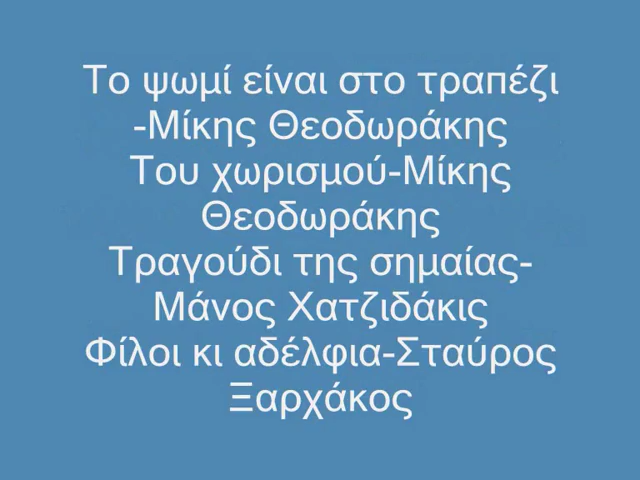 Το ψωμί είναι στο τραπέζι
-Μίκης Θεοδωράκης
Του χωρισμού-Μίκης
Θεοδωράκης
Τραγούδι της σημαίας-
Μάνος Χατζιδάκις
Φίλοι κι αδέλφια-Σταύρος
Ξαρχάκος